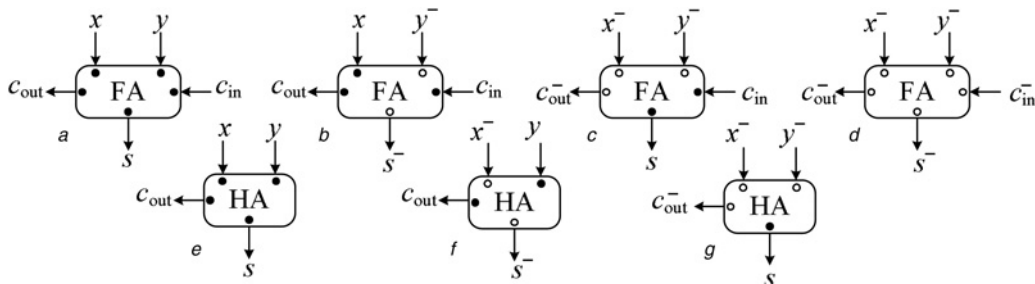 x y x y⁻ x⁻ y⁻ x⁻ y⁻
c_out FA c_in c_out FA c_in c⁻_out FA c_in c⁻_out FA c⁻_in
a s b s⁻ c s d s⁻
x y x⁻ y x⁻ y⁻
c_out HA c_out HA c⁻_out HA
e s f s⁻ g s